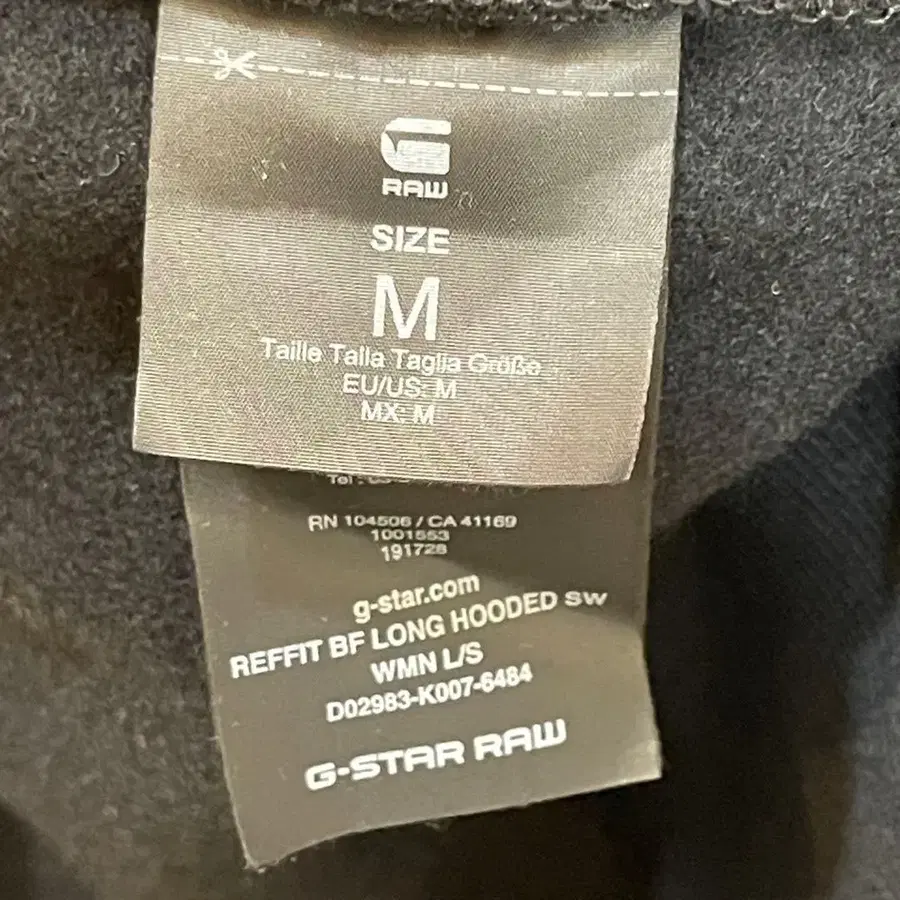 G
RAW
SIZE
M
Taille Talla Taglia Größe
EU/US: M
MX: M
RN 104506 / CA 41169
1001553
191728
g-star.com
REFFIT BF LONG HOODED SW
WMN L/S
D02983-K007-6484
G-STAR RAW